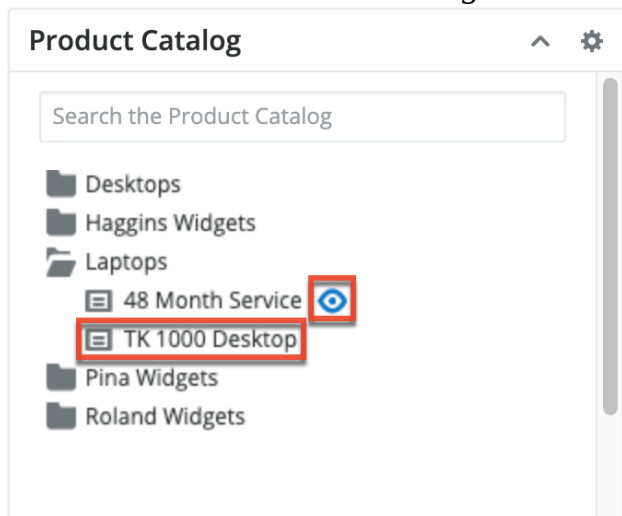 Product Catalog
Search the Product Catalog
Desktops
Haggins Widgets
Laptops
48 Month Service
TK 1000 Desktop
Pina Widgets
Roland Widgets